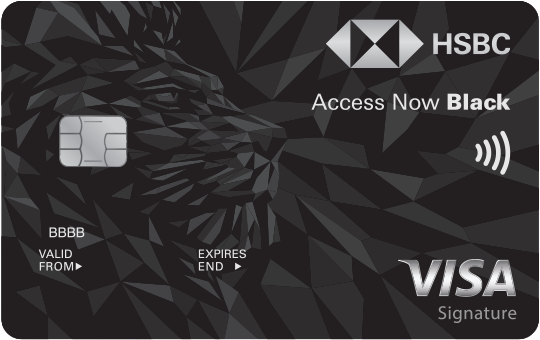 HSBC
Access Now Black
BBBB
VALID EXPIRES
FROM▶ END ▶
VISA
Signature